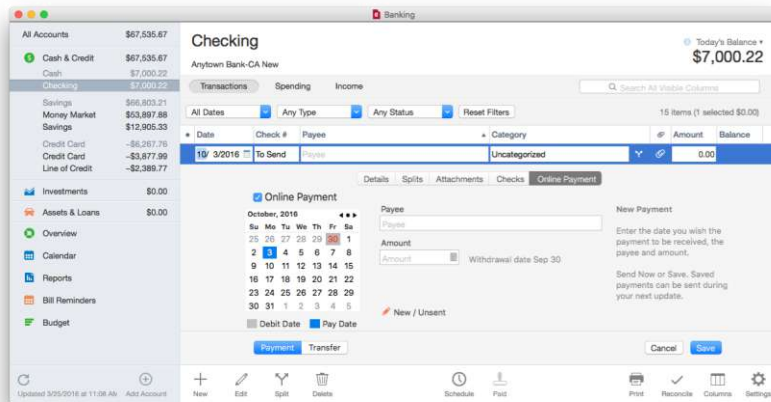 Banking
All Accounts $67,535.67
Cash & Credit $67,535.67
Cash $7,000.22
Checking $7,000.22
Savings $66,803.21
Money Market $53,897.88
Savings $12,905.33
Credit Card -$6,267.76
Credit Card -$3,877.99
Line of Credit -$2,389.77
Investments $0.00
Assets & Loans $0.00
Overview
Calendar
Reports
Bill Reminders
Budget
Updated 3/25/2016 at 11:08 AM Add Account
Checking
Anytown Bank-CA New
Today's Balance
$7,000.22
Transactions Spending Income
Search All Visible Columns
All Dates Any Type Any Status Reset Filters 15 items (1 selected $0.00)
Date Check # Payee Category Amount Balance
10/ 3/2016 To Send Payee Uncategorized 0.00
Details Splits Attachments Checks Online Payment
Online Payment
October, 2016
Su Mo Tu We Th Fr Sa
25 26 27 28 29 30 1
2 3 4 5 6 7 8
9 10 11 12 13 14 15
16 17 18 19 20 21 22
23 24 25 26 27 28 29
30 31 1 2 3 4 5
Debit Date Pay Date
Payee
Payee
Amount
Amount Withdrawal date Sep 30
New / Unsent
New Payment
Enter the date you wish the
payment to be received, the
payee and amount.
Send Now or Save. Saved
payments can be sent during
your next update.
Payment Transfer Cancel Save
New Edit Split Delete Schedule Paid Print Reconcile Columns Settings